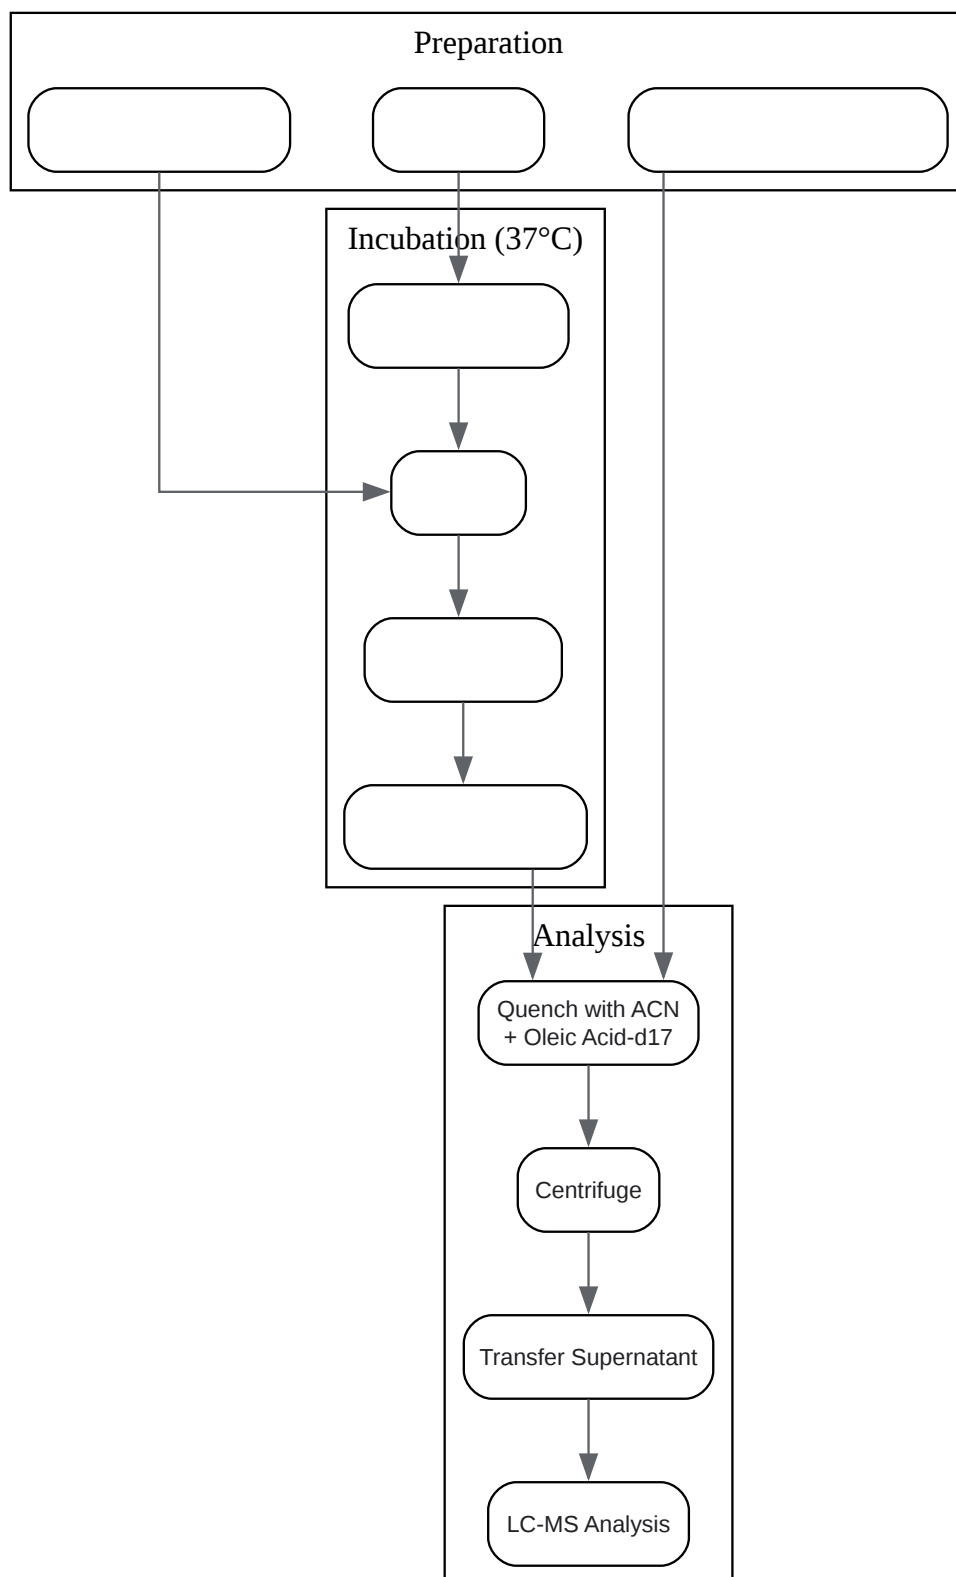 Preparation
Incubation (37°C)
Analysis
Quench with ACN
+ Oleic Acid-d17
Centrifuge
Transfer Supernatant
LC-MS Analysis